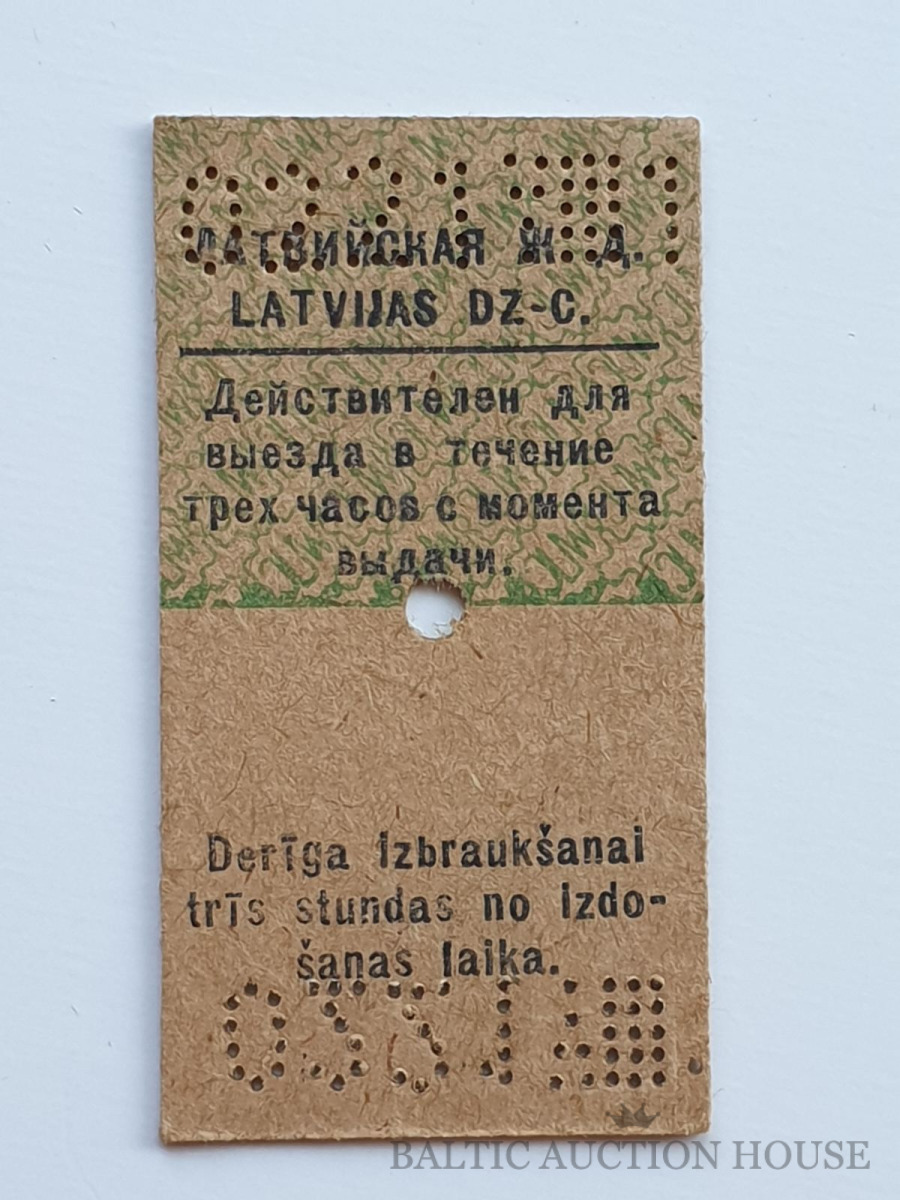 ЛАТВИЙСКАЯ Ж. Д.
LATVIJAS DZ-C.
Действителен для
выезда в течение
трех часов с момента
выдачи.
Derīga izbraukšanai
trīs stundas no izdo-
šanas laika.
BALTIC AUCTION HOUSE